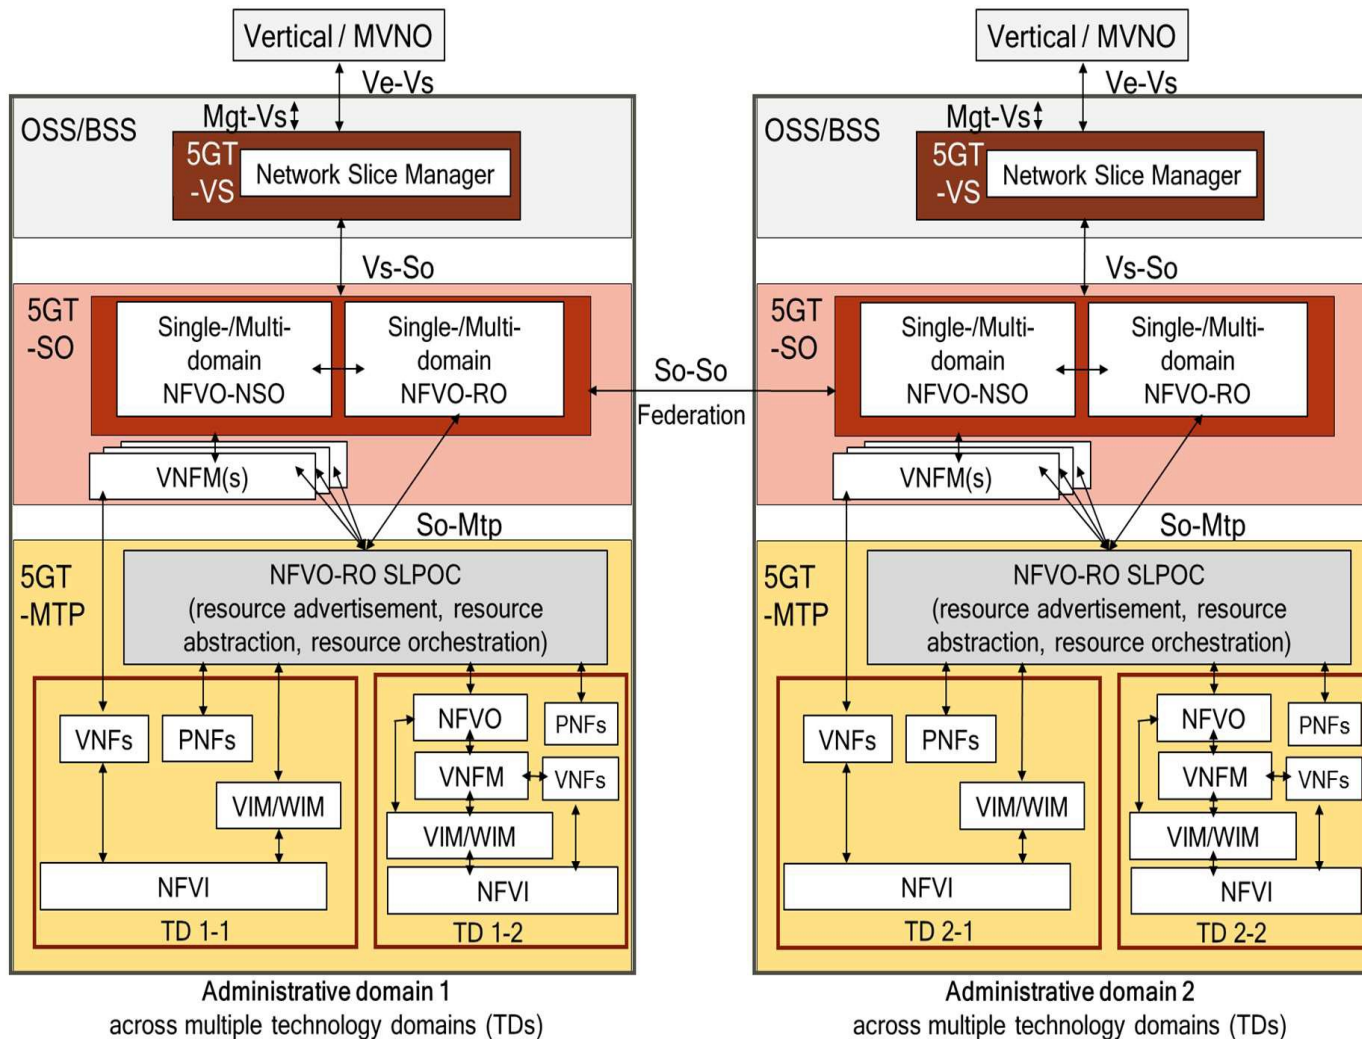 Vertical / MVNO
Ve-Vs
Mgt-Vs
OSS/BSS
5GT
-VS
Network Slice Manager
Vs-So
5GT
-SO
Single-/Multi-
domain
NFVO-NSO
Single-/Multi-
domain
NFVO-RO
VNFM(s)
So-Mtp
5GT
-MTP
NFVO-RO SLPOC
(resource advertisement, resource
abstraction, resource orchestration)
VNFs
PNFs
VIM/WIM
NFVI
TD 1-1
NFVO
PNFs
VNFM
VNFs
VIM/WIM
NFVI
TD 1-2
Administrative domain 1
across multiple technology domains (TDs)
So-So
Federation
Vertical / MVNO
Ve-Vs
Mgt-Vs
OSS/BSS
5GT
-VS
Network Slice Manager
Vs-So
5GT
-SO
Single-/Multi-
domain
NFVO-NSO
Single-/Multi-
domain
NFVO-RO
VNFM(s)
So-Mtp
5GT
-MTP
NFVO-RO SLPOC
(resource advertisement, resource
abstraction, resource orchestration)
VNFs
PNFs
VIM/WIM
NFVI
TD 2-1
NFVO
PNFs
VNFM
VNFs
VIM/WIM
NFVI
TD 2-2
Administrative domain 2
across multiple technology domains (TDs)